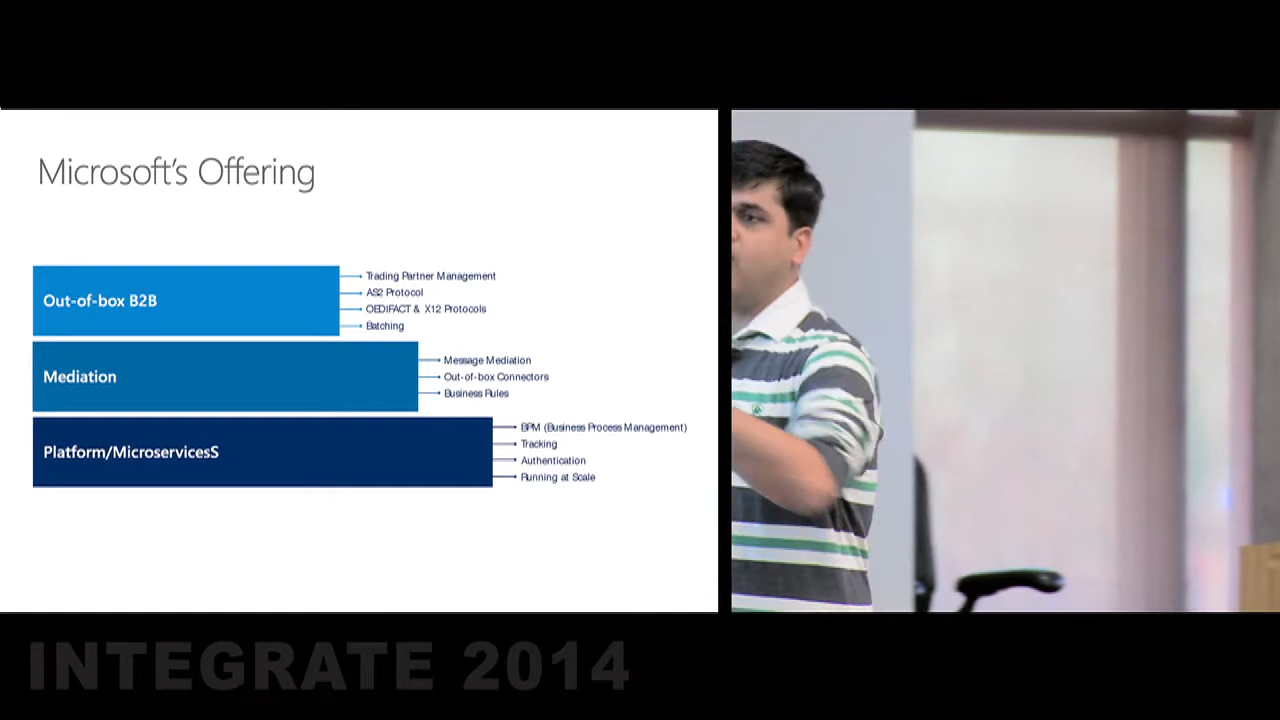 Microsoft's Offering
Out-of-box B2B
Trading Partner Management
AS2 Protocol
OEDIFACT & X12 Protocols
Batching
Mediation
Message Mediation
Out-of-box Connectors
Business Rules
Platform/MicroservicesS
BPM (Business Process Management)
Tracking
Authentication
Running at Scale
INTEGRATE 2014